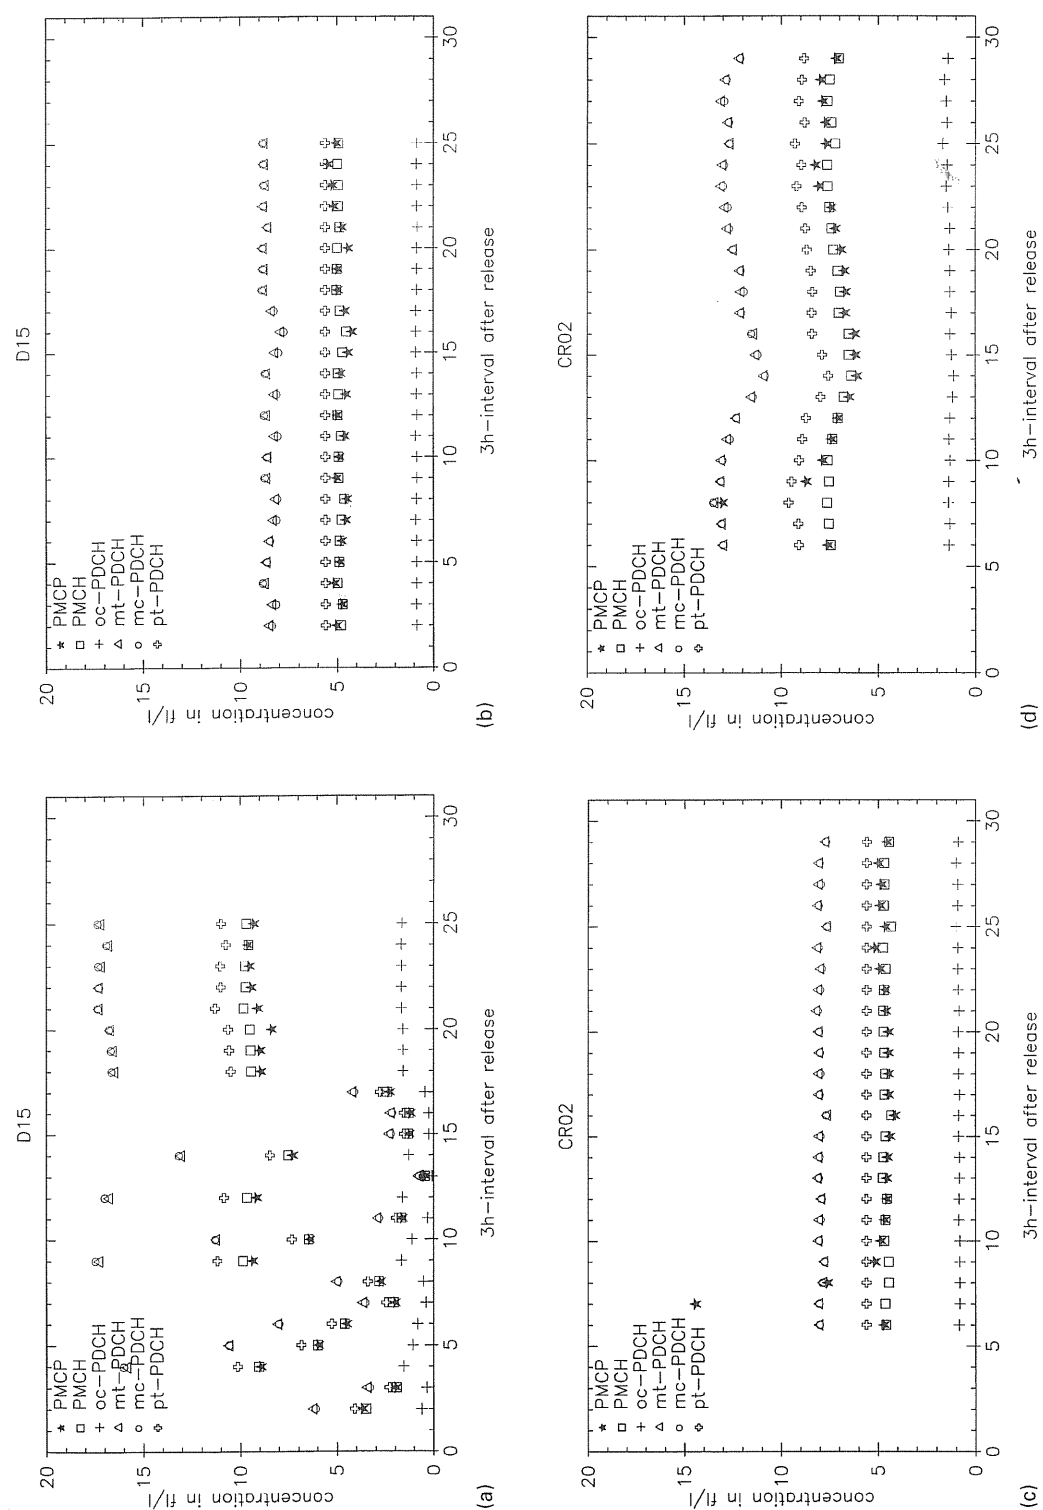 D15
20
15
10
5
0
concentration in fl/l
★ PMCP
□ PMCH
+ oc-PDCH
△ mt-PDCH
○ mc-PDCH
✚ pt-PDCH
0 5 10 15 20 25 30
3h-interval after release
(a)
D15
20
15
10
5
0
concentration in fl/l
★ PMCP
□ PMCH
+ oc-PDCH
△ mt-PDCH
○ mc-PDCH
✚ pt-PDCH
0 5 10 15 20 25 30
3h-interval after release
(b)
CR02
20
15
10
5
0
concentration in fl/l
★ PMCP
□ PMCH
+ oc-PDCH
△ mt-PDCH
○ mc-PDCH
✚ pt-PDCH
0 5 10 15 20 25 30
3h-interval after release
(c)
CR02
20
15
10
5
0
concentration in fl/l
★ PMCP
□ PMCH
+ oc-PDCH
△ mt-PDCH
○ mc-PDCH
✚ pt-PDCH
0 5 10 15 20 25 30
3h-interval after release
(d)